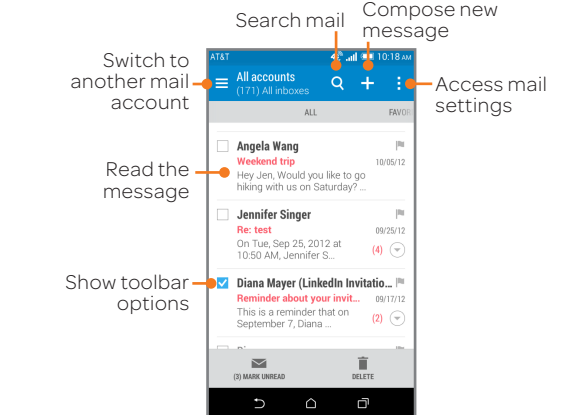 Search mail
Compose new
message
Switch to
another mail
account
Access mail
settings
Read the
message
Show toolbar
options
AT&T
10:18 AM
All accounts
(171) All inboxes
ALL
FAVOR
Angela Wang
Weekend trip
10/05/12
Hey Jen, Would you like to go
hiking with us on Saturday? ...
Jennifer Singer
Re: test
09/25/12
On Tue, Sep 25, 2012 at
10:50 AM, Jennifer S...
(4)
Diana Mayer (LinkedIn Invitatio...
Reminder about your invit...
09/17/12
This is a reminder that on
September 7, Diana ...
(2)
(3) MARK UNREAD
DELETE